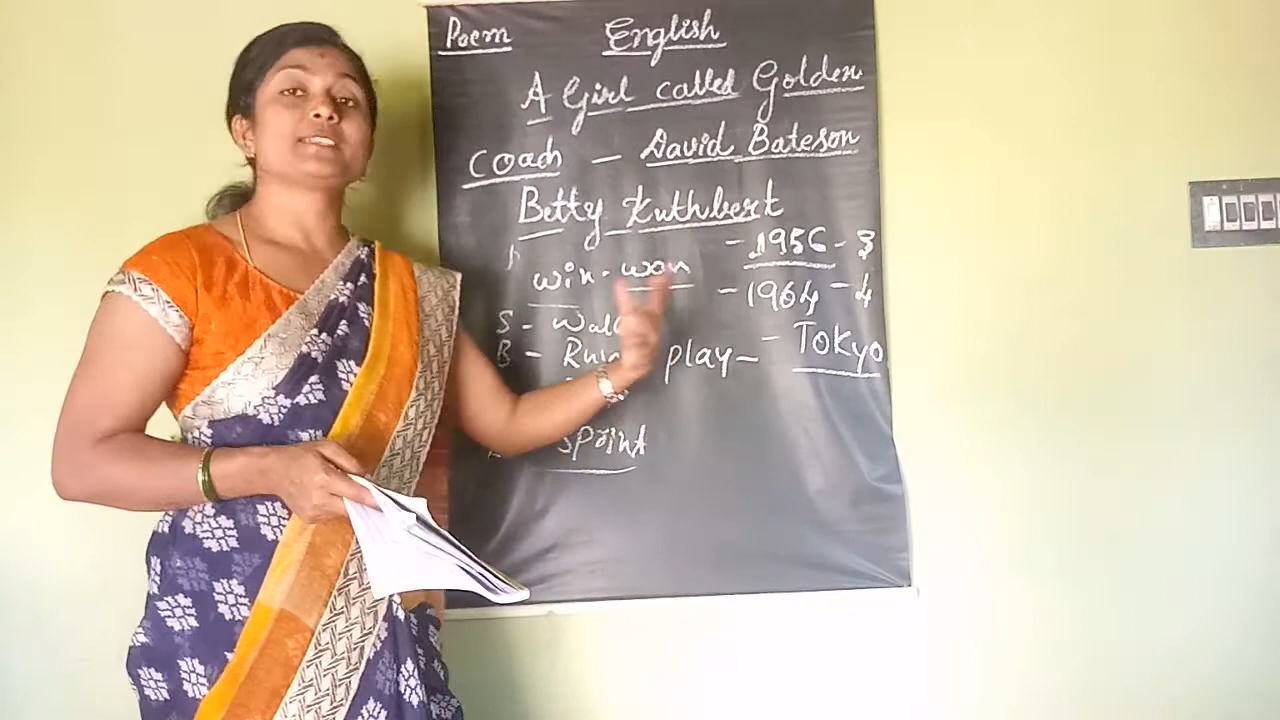 Poem English
A Girl called Golden
coach - David Bateson
Betty Kuthbert
win - won - 1956 - 3
- 1964 - 4
S -
B - play - - Tokyo